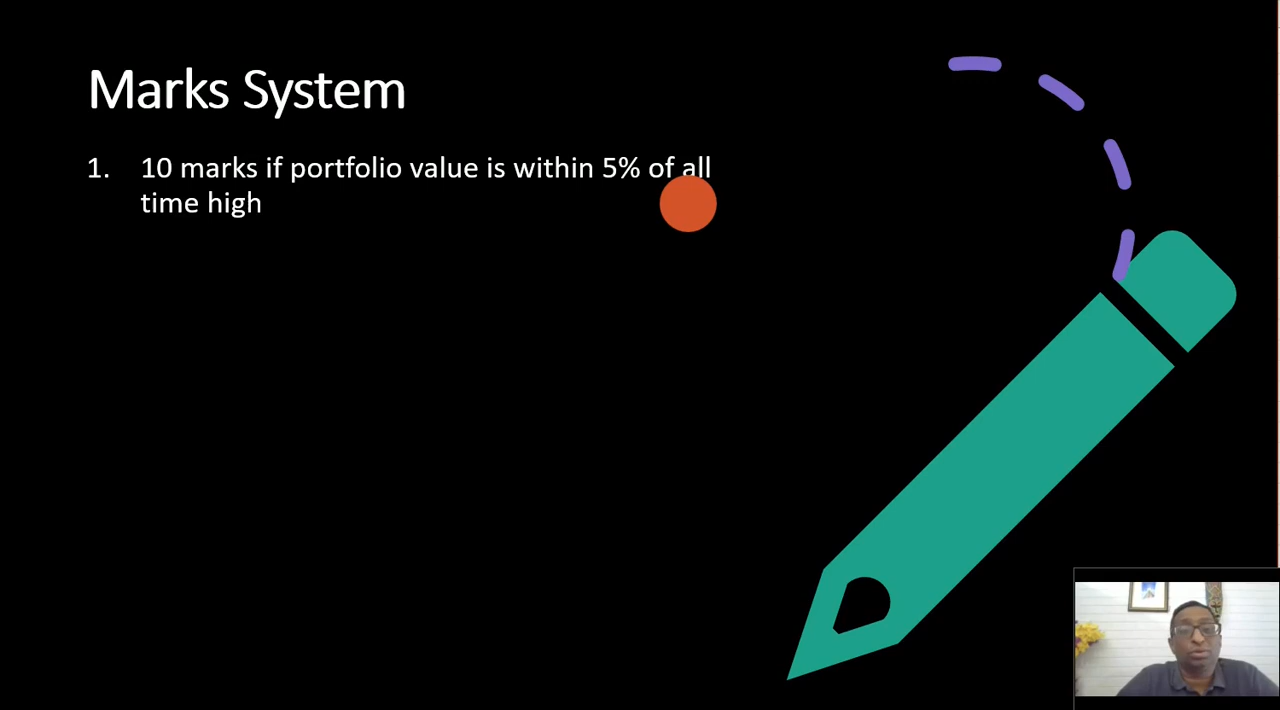 Marks System
1. 10 marks if portfolio value is within 5% of all
time high